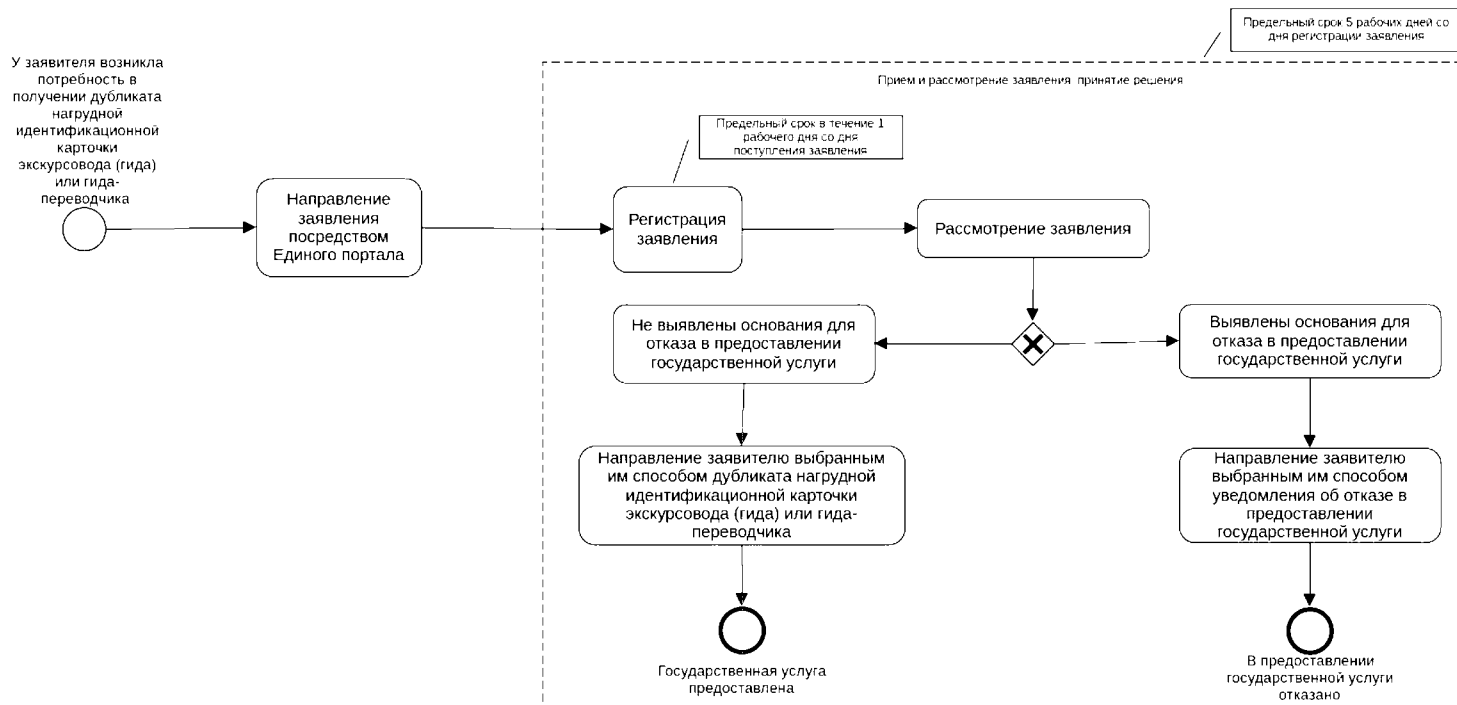 Предельный срок 5 рабочих дней со
дня регистрации заявления
У заявителя возникла
потребность в
получении дубликата
нагрудной
идентификационной
карточки
экскурсовода (гида)
или гида-
переводчика
Прием и рассмотрение заявления принятие решения
Предельный срок в течение 1
рабочего дня со дня
поступления заявления
Направление
заявления
посредством
Единого портала
Регистрация
заявления
Рассмотрение заявления
Не выявлены основания для
отказа в предоставлении
государственной услуги
Выявлены основания для
отказа в предоставлении
государственной услуги
Направление заявителю выбранным
им способом дубликата нагрудной
идентификационной карточки
экскурсовода (гида) или гида-
переводчика
Направление заявителю
выбранным им способом
уведомления об отказе в
предоставлении
государственной услуги
Государственная услуга
предоставлена
В предоставлении
государственной услуги
отказано